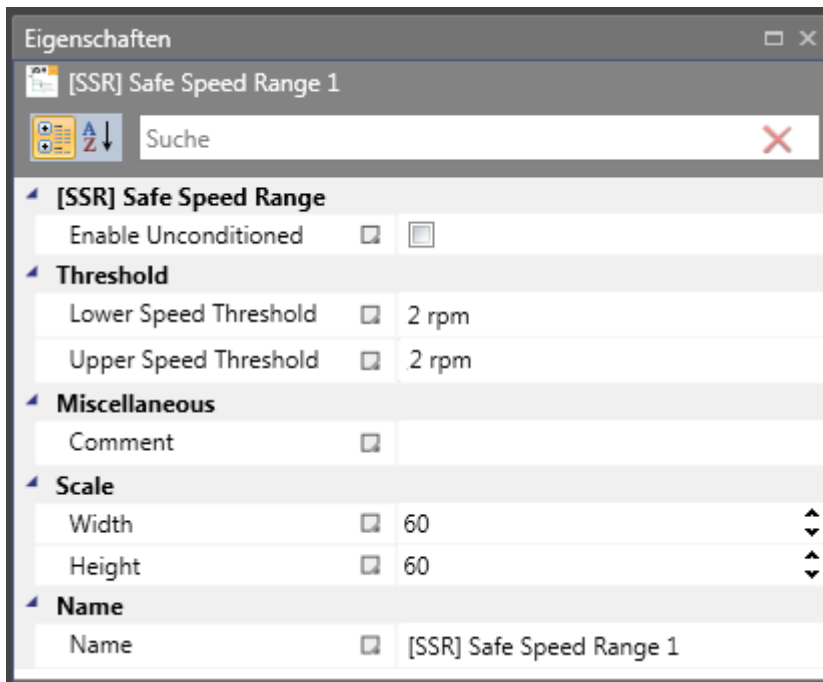 Eigenschaften
[SSR] Safe Speed Range 1
Suche
[SSR] Safe Speed Range
Enable Unconditioned
Threshold
Lower Speed Threshold 2 rpm
Upper Speed Threshold 2 rpm
Miscellaneous
Comment
Scale
Width 60
Height 60
Name
Name [SSR] Safe Speed Range 1